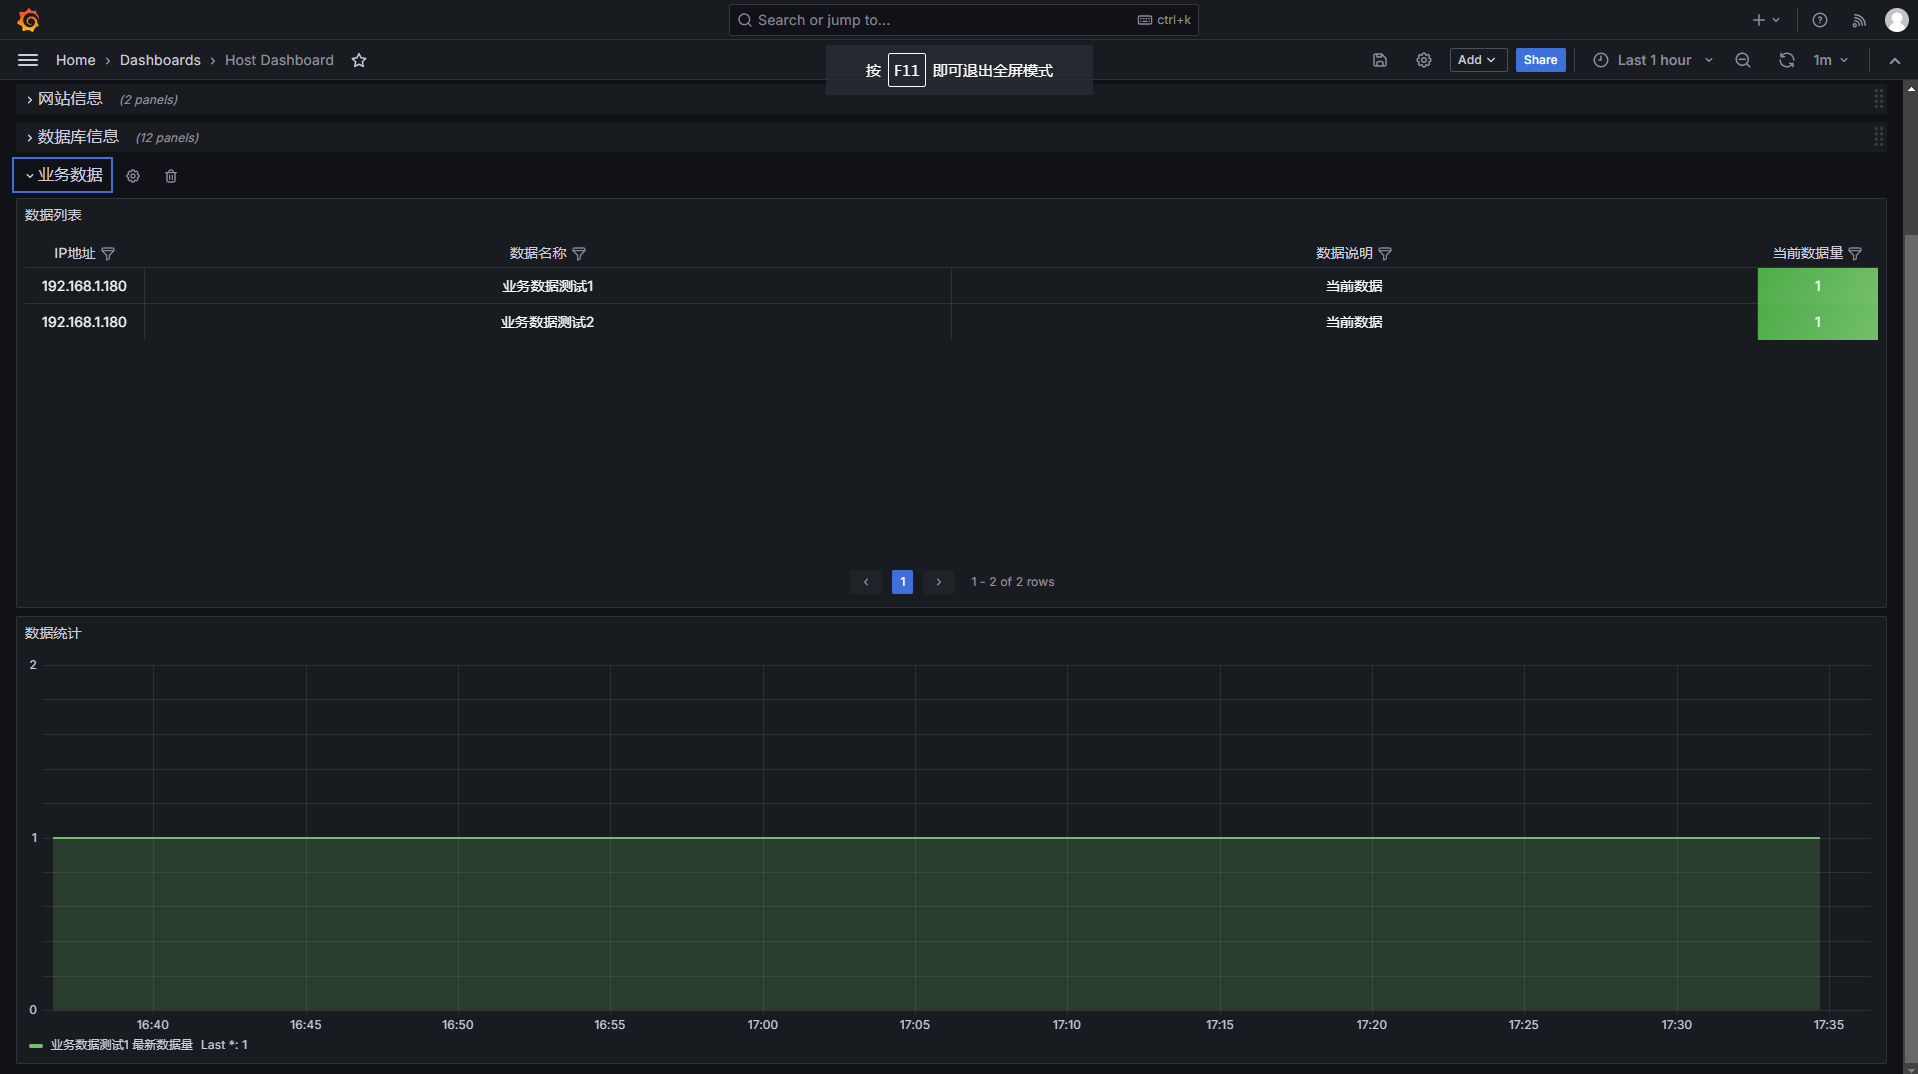 Search or jump to...
ctrl+k
Home › Dashboards › Host Dashboard
按 F11 即可退出全屏模式
Add
Share
Last 1 hour
1m
网站信息 (2 panels)
数据库信息 (12 panels)
业务数据
数据列表
IP地址 数据名称 数据说明 当前数据量
192.168.1.180 业务数据测试1 当前数据 1
192.168.1.180 业务数据测试2 当前数据 1
1 1 - 2 of 2 rows
数据统计
2
1
0
16:40 16:45 16:50 16:55 17:00 17:05 17:10 17:15 17:20 17:25 17:30 17:35
业务数据测试1 最新数据量 Last *: 1